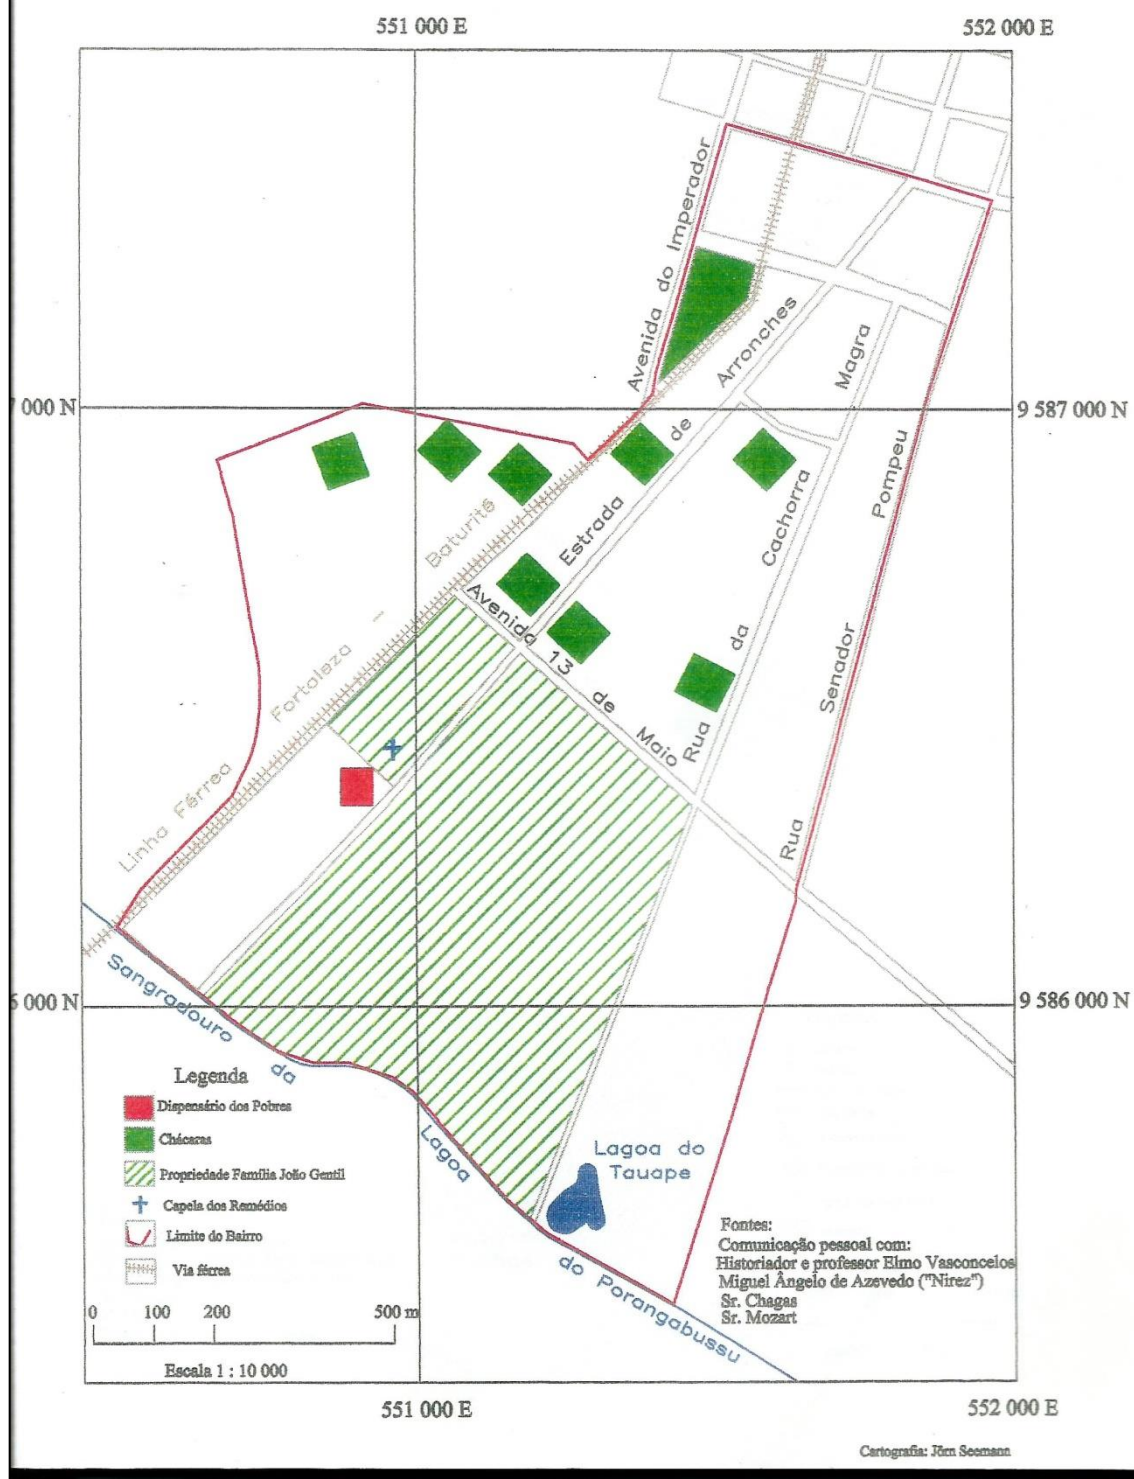 551 000 E
552 000 E
Avenida do Imperador
Estrada de Arronches
Rua da Cachorra Magra
7 000 N
9 587 000 N
Rua Senador Pompeu
Linha Férrea Fortaleza - Baturité
Avenida 13 de Maio
6 000 N
9 586 000 N
Sangradouro da Lagoa do Porangabussu
Lagoa do
Tauape
Legenda
Dispensário dos Pobres
Chácaras
Propriedade Família João Gentil
Capela dos Remédios
Limite do Bairro
Via férrea
0 100 200 500 m
Escala 1 : 10 000
Fontes:
Comunicação pessoal com:
Historiador e professor Elmo Vasconcelos
Miguel Ângelo de Azevedo ("Nirez")
Sr. Chagas
Sr. Mozart
551 000 E
552 000 E
Cartografia: Jörn Seemann